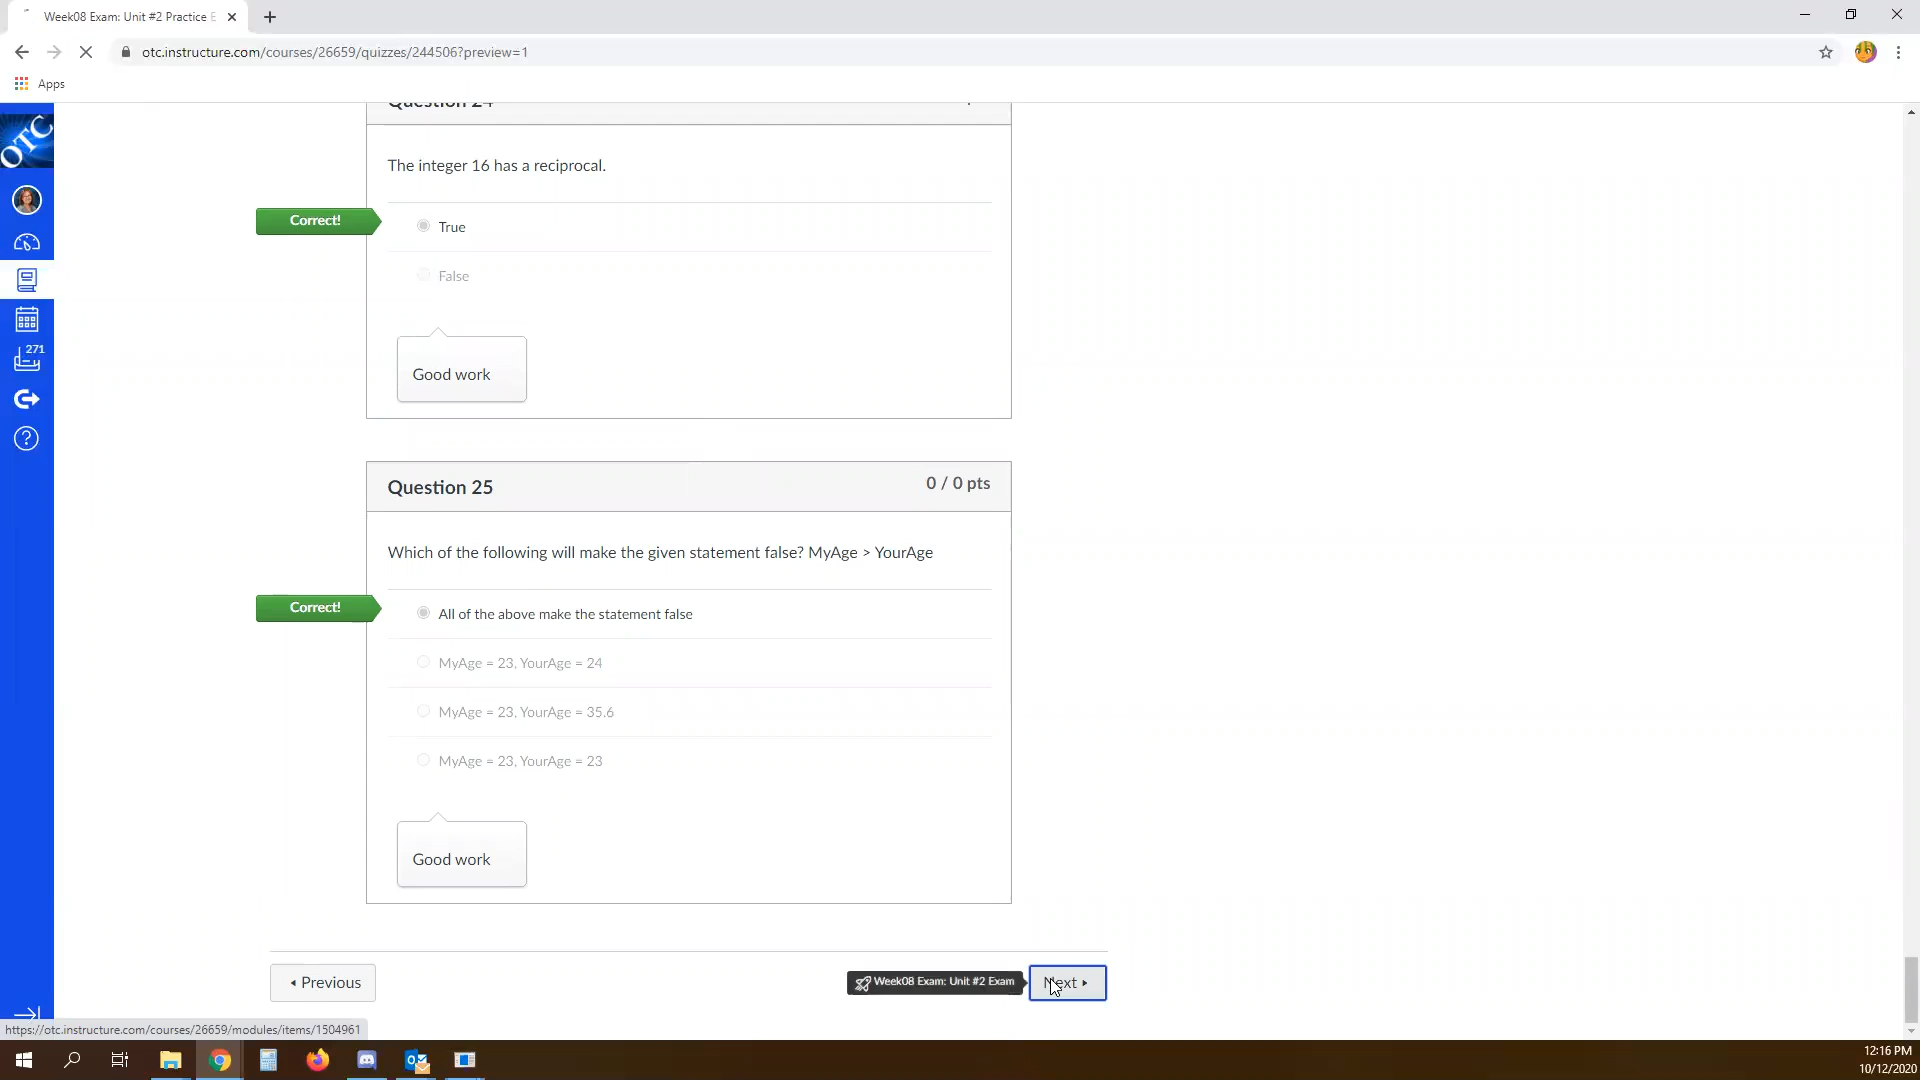 Week08 Exam: Unit #2 Practice E
otc.instructure.com/courses/26659/quizzes/244506?preview=1
Apps
OTC
Question 24
The integer 16 has a reciprocal.
Correct!
True
False
271
Good work
Question 25
0 / 0 pts
Which of the following will make the given statement false? MyAge > YourAge
Correct!
All of the above make the statement false
MyAge = 23, YourAge = 24
MyAge = 23, YourAge = 35.6
MyAge = 23, YourAge = 23
Good work
◂ Previous
Week08 Exam: Unit #2 Exam
Next ▸
https://otc.instructure.com/courses/26659/modules/items/1504961
12:16 PM
10/12/2020